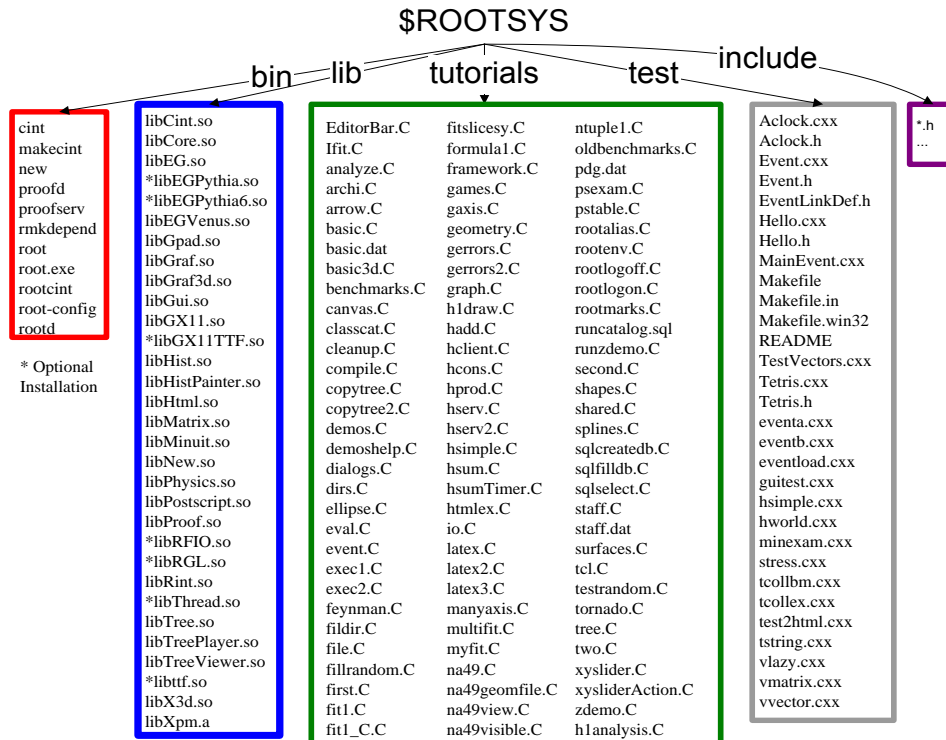 $ROOTSYS
bin
lib
tutorials
test
include
cint
makecint
new
proofd
proofserv
rmkdepend
root
root.exe
rootcint
root-config
rootd
* Optional
Installation
libCint.so
libCore.so
libEG.so
*libEGPythia.so
*libEGPythia6.so
libEGVenus.so
libGpad.so
libGraf.so
libGraf3d.so
libGui.so
libGX11.so
*libGX11TTF.so
libHist.so
libHistPainter.so
libHtml.so
libMatrix.so
libMinuit.so
libNew.so
libPhysics.so
libPostscript.so
libProof.so
*libRFIO.so
*libRGL.so
libRint.so
*libThread.so
libTree.so
libTreePlayer.so
libTreeViewer.so
*libttf.so
libX3d.so
libXpm.a
EditorBar.C
Ifit.C
analyze.C
archi.C
arrow.C
basic.C
basic.dat
basic3d.C
benchmarks.C
canvas.C
classcat.C
cleanup.C
compile.C
copytree.C
copytree2.C
demos.C
demoshelp.C
dialogs.C
dirs.C
ellipse.C
eval.C
event.C
exec1.C
exec2.C
feynman.C
fildir.C
file.C
fillrandom.C
first.C
fit1.C
fit1_C.C
fitslicesy.C
formula1.C
framework.C
games.C
gaxis.C
geometry.C
gerrors.C
gerrors2.C
graph.C
h1draw.C
hadd.C
hclient.C
hcons.C
hprod.C
hserv.C
hserv2.C
hsimple.C
hsum.C
hsumTimer.C
htmlex.C
io.C
latex.C
latex2.C
latex3.C
manyaxis.C
multifit.C
myfit.C
na49.C
na49geomfile.C
na49view.C
na49visible.C
ntuple1.C
oldbenchmarks.C
pdg.dat
psexam.C
pstable.C
rootalias.C
rootenv.C
rootlogoff.C
rootlogon.C
rootmarks.C
runcatalog.sql
runzdemo.C
second.C
shapes.C
shared.C
splines.C
sqlcreatedb.C
sqlfilldb.C
sqlselect.C
staff.C
staff.dat
surfaces.C
tcl.C
testrandom.C
tornado.C
tree.C
two.C
xyslider.C
xysliderAction.C
zdemo.C
h1analysis.C
Aclock.cxx
Aclock.h
Event.cxx
Event.h
EventLinkDef.h
Hello.cxx
Hello.h
MainEvent.cxx
Makefile
Makefile.in
Makefile.win32
README
TestVectors.cxx
Tetris.cxx
Tetris.h
eventa.cxx
eventb.cxx
eventload.cxx
guitest.cxx
hsimple.cxx
hworld.cxx
minexam.cxx
stress.cxx
tcollbm.cxx
tcollex.cxx
test2html.cxx
tstring.cxx
vlazy.cxx
vmatrix.cxx
vvector.cxx
*.h
...